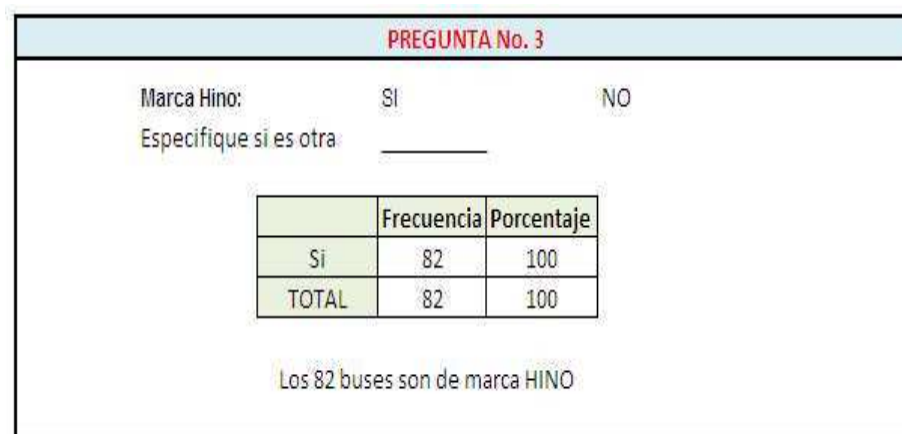 PREGUNTA No. 3
Marca Hino: SI NO
Especifique si es otra ________
Frecuencia Porcentaje
Si 82 100
TOTAL 82 100
Los 82 buses son de marca HINO